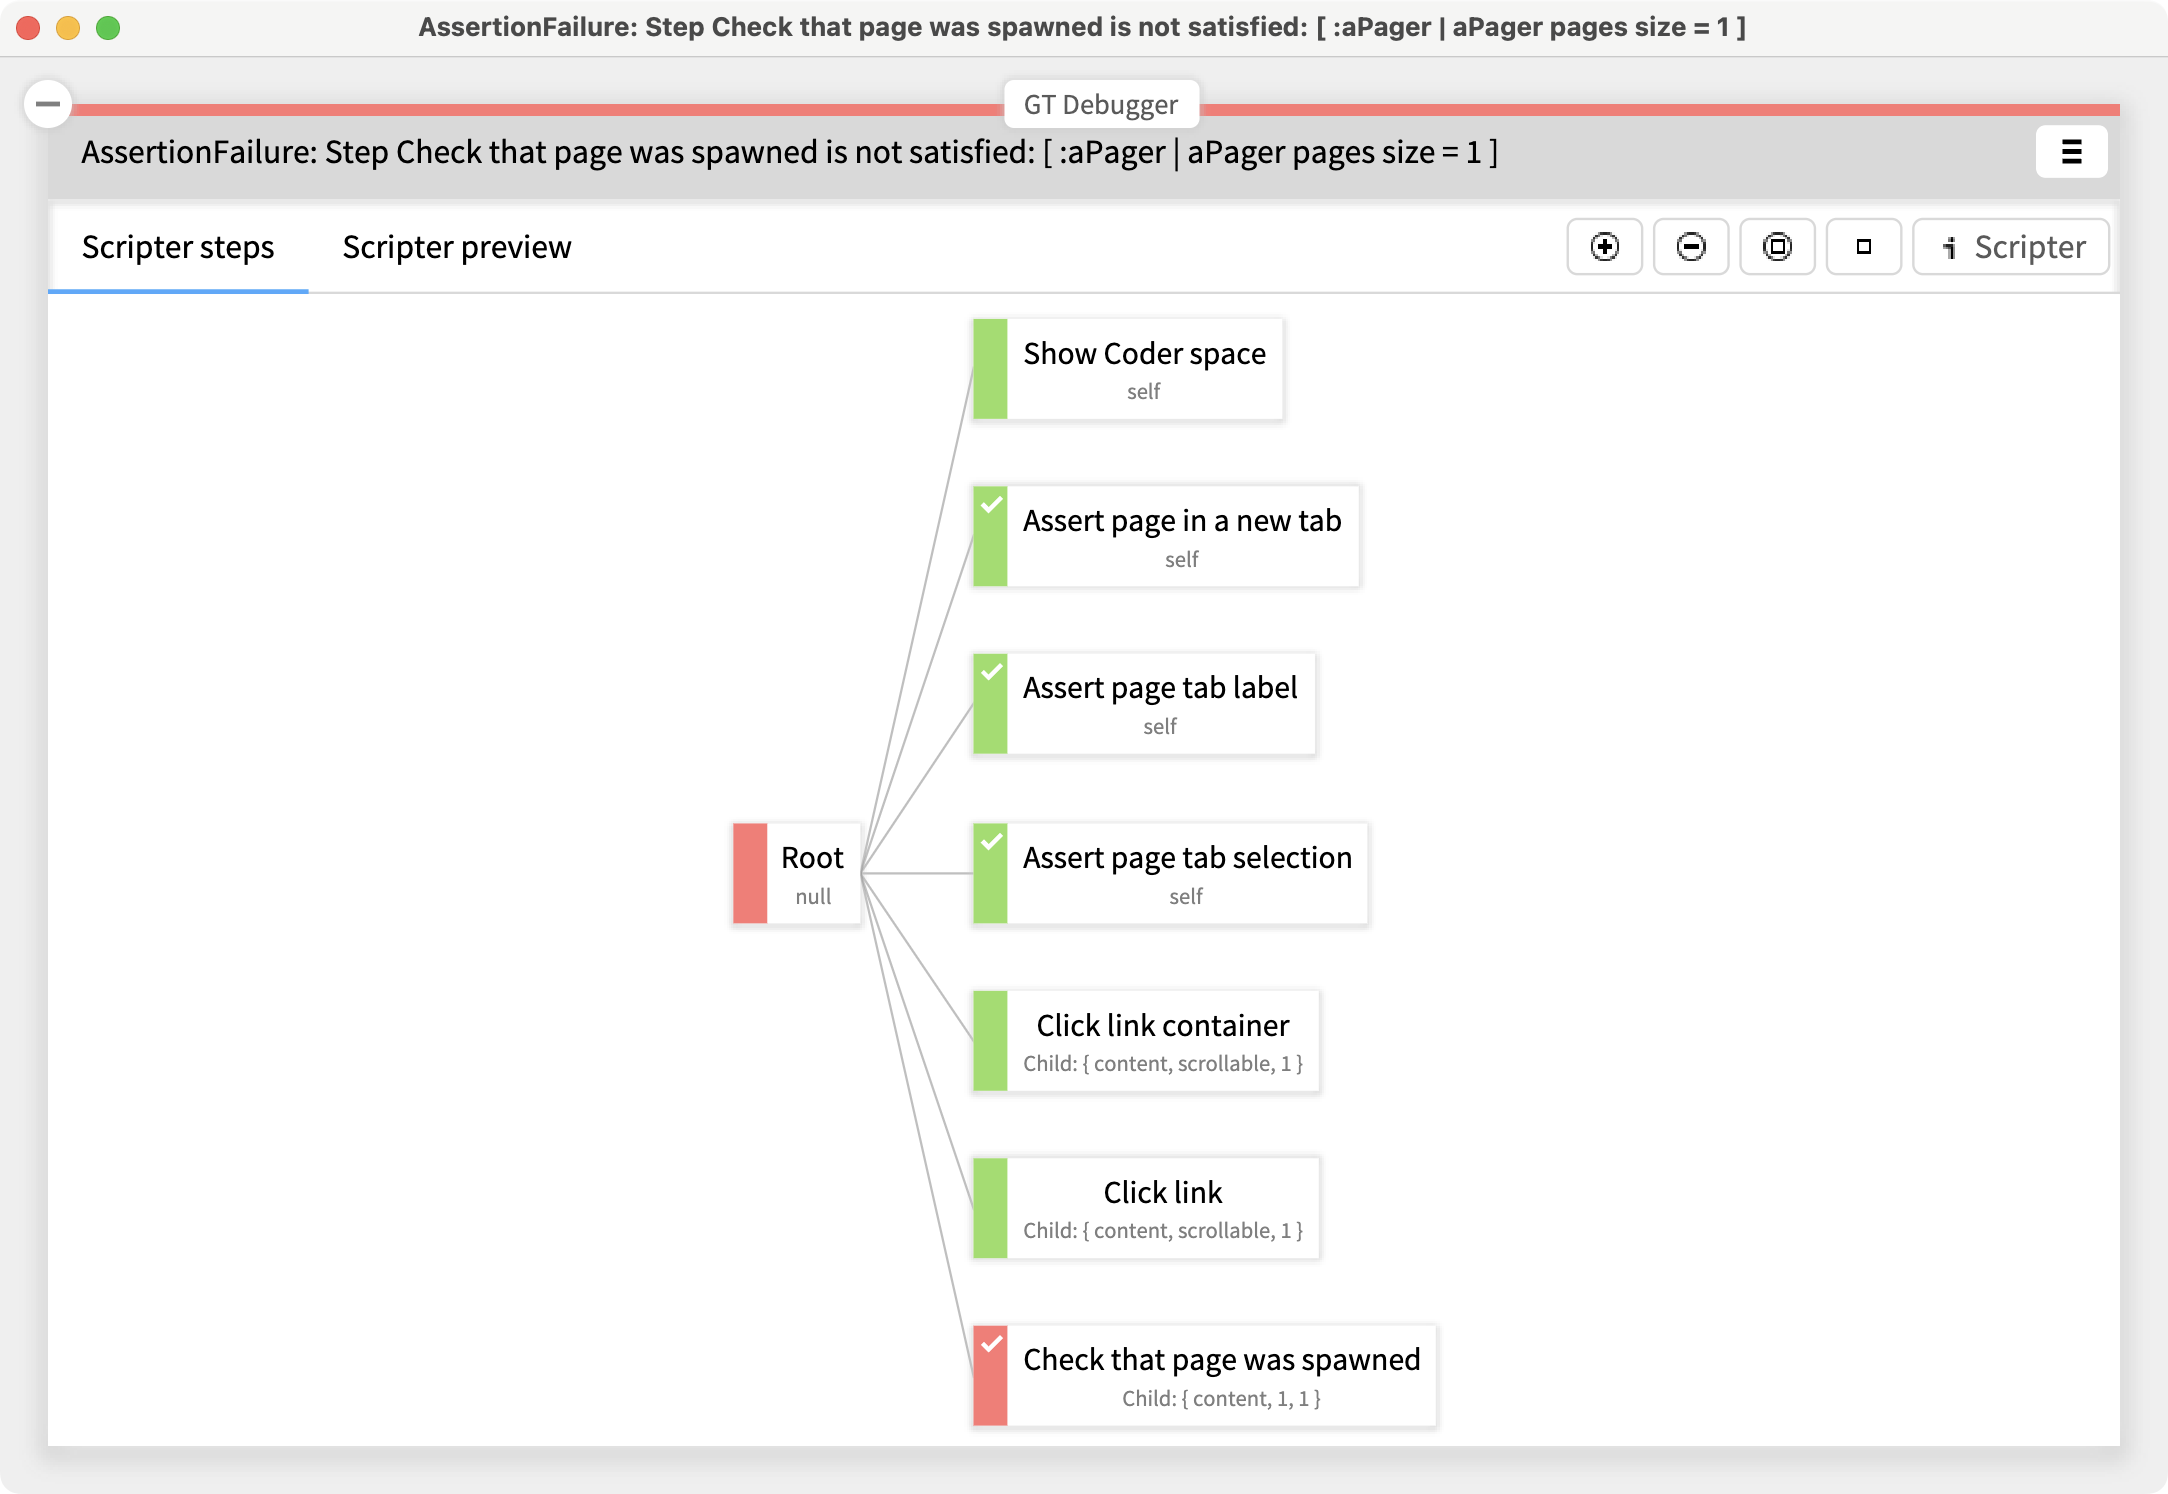 AssertionFailure: Step Check that page was spawned is not satisfied: [ :aPager | aPager pages size = 1 ]
GT Debugger
AssertionFailure: Step Check that page was spawned is not satisfied: [ :aPager | aPager pages size = 1 ]
Scripter steps
Scripter preview
Scripter
Show Coder space
self
Assert page in a new tab
self
Assert page tab label
self
Root
null
Assert page tab selection
self
Click link container
Child: { content, scrollable, 1 }
Click link
Child: { content, scrollable, 1 }
Check that page was spawned
Child: { content, 1, 1 }